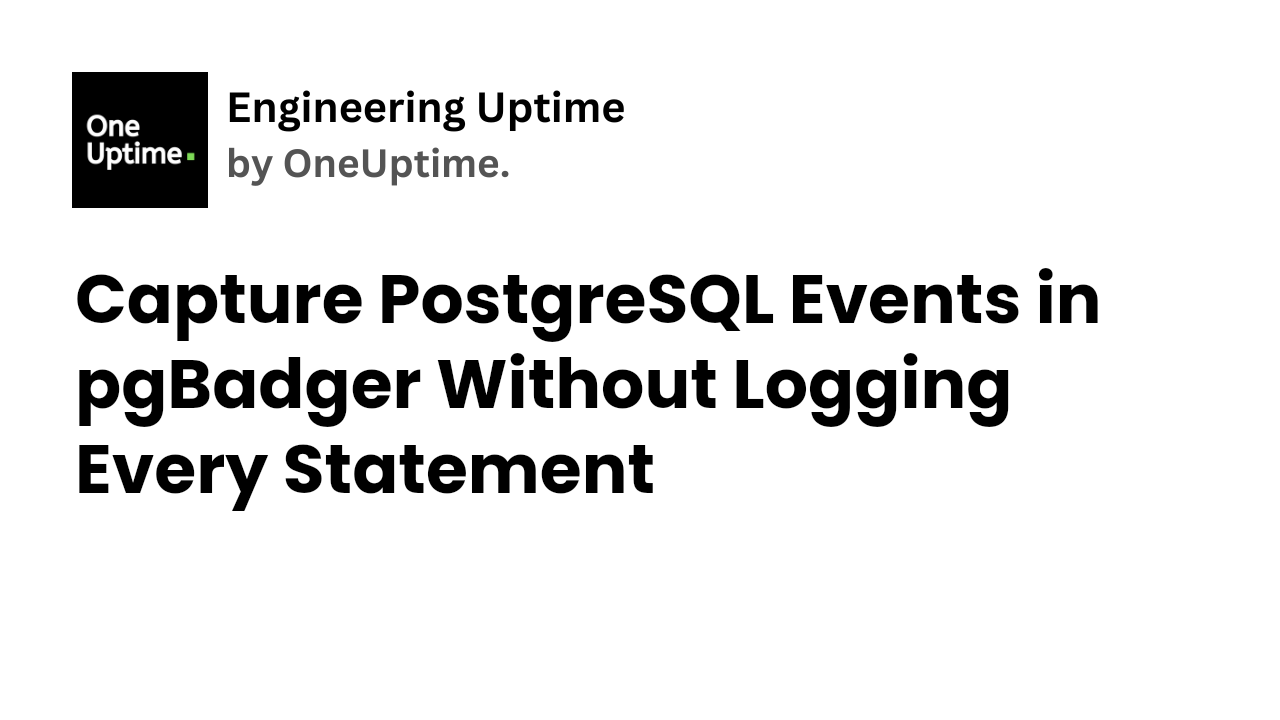 One
Uptime.
Engineering Uptime
by OneUptime.
Capture PostgreSQL Events in
pgBadger Without Logging
Every Statement